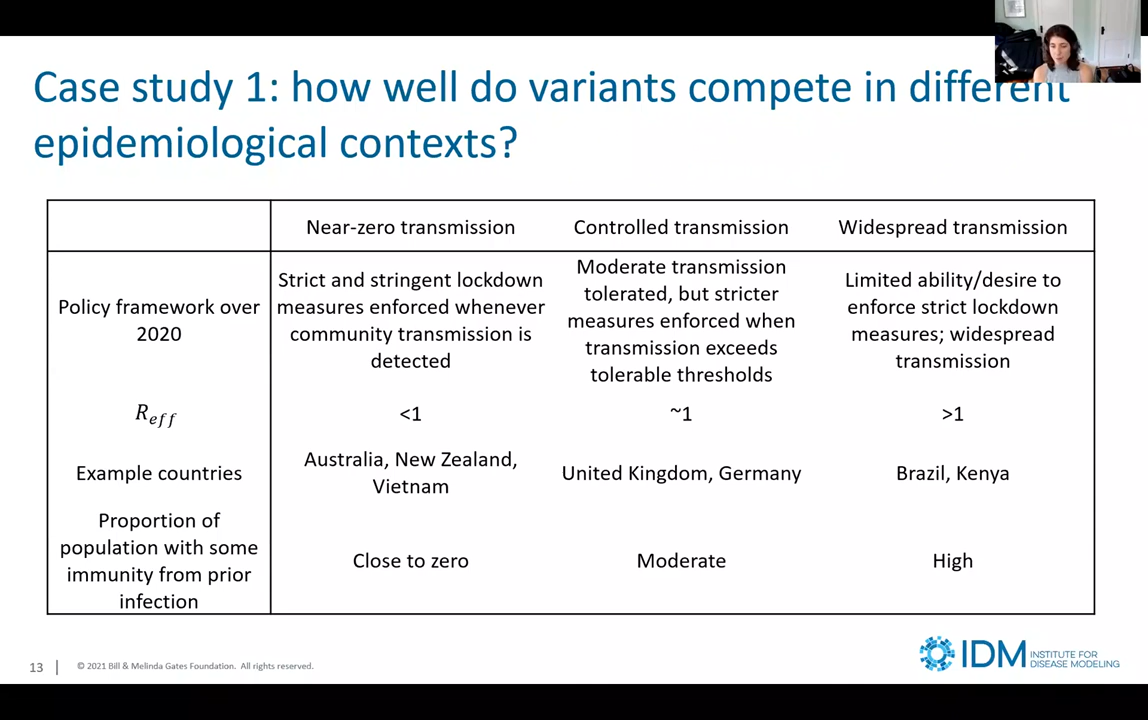 Case study 1: how well do variants compete in different
epidemiological contexts?
Near-zero transmission
Controlled transmission
Widespread transmission
Policy framework over
2020
Strict and stringent lockdown
measures enforced whenever
community transmission is
detected
Moderate transmission
tolerated, but stricter
measures enforced when
transmission exceeds
tolerable thresholds
Limited ability/desire to
enforce strict lockdown
measures; widespread
transmission
R_eff
<1
~1
>1
Example countries
Australia, New Zealand,
Vietnam
United Kingdom, Germany
Brazil, Kenya
Proportion of
population with some
immunity from prior
infection
Close to zero
Moderate
High
13 | © 2021 Bill & Melinda Gates Foundation. All rights reserved.
IDM
INSTITUTE FOR
DISEASE MODELING